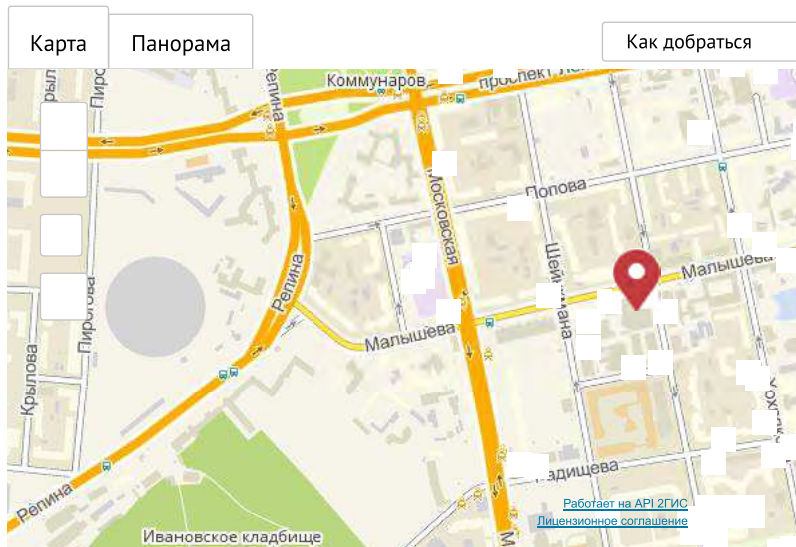 Карта
Панорама
Как добраться
Коммунаров
проспект
Репина
Московская
Попова
Шейнкмана
Малышева
Репина
Малышева
Пирогова
Крылова
Репина
Радищева
Работает на API 2ГИС
Лицензионное соглашение
Ивановское кладбище